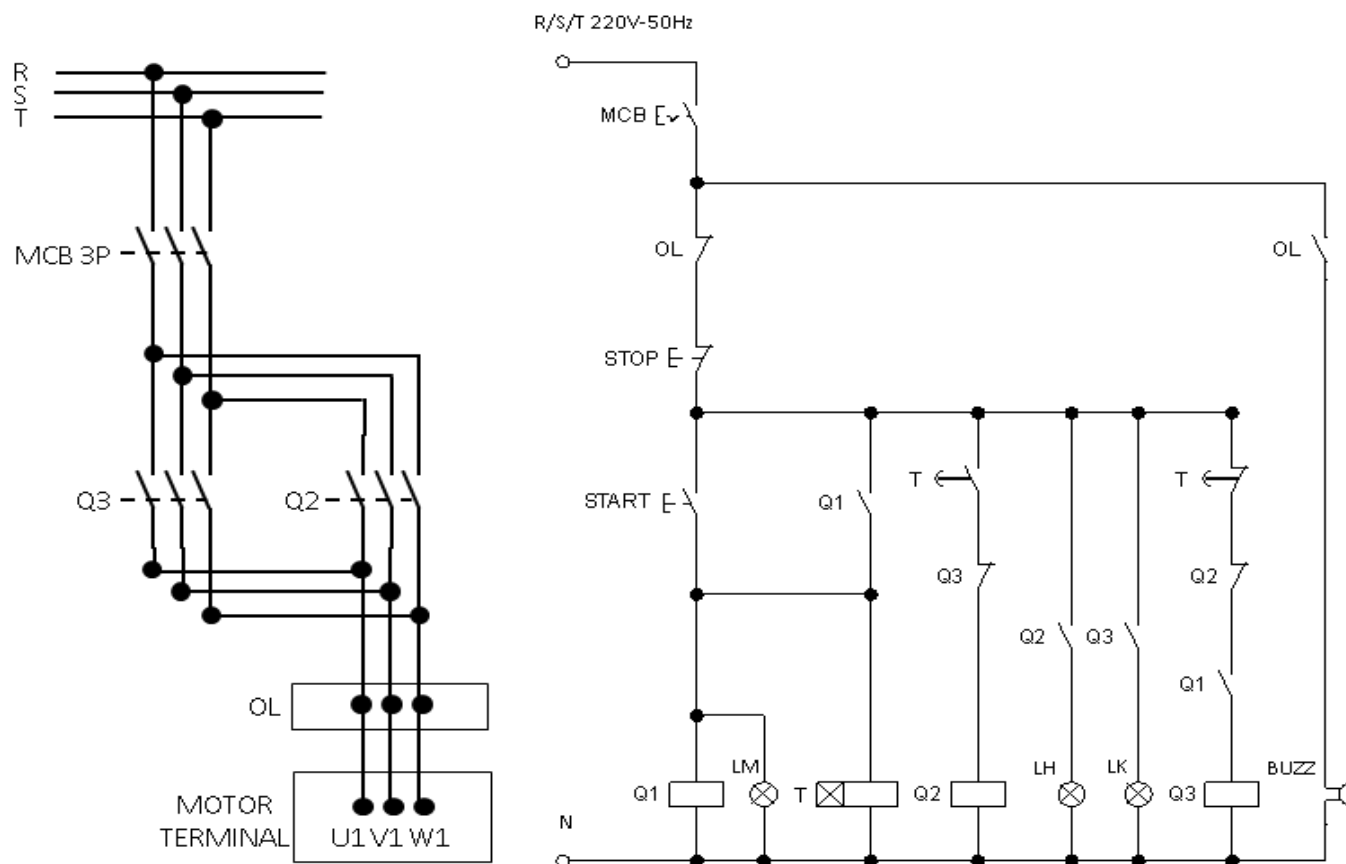 R/S/T 220V-50Hz
R
S
T
MCB
MCB 3P
OL
OL
STOP
Q3
Q2
START
Q1
T
T
Q3
Q2
Q2
Q3
Q1
OL
MOTOR
TERMINAL
U1 V1 W1
Q1
LM
T
Q2
LH
LK
Q3
BUZZ
N